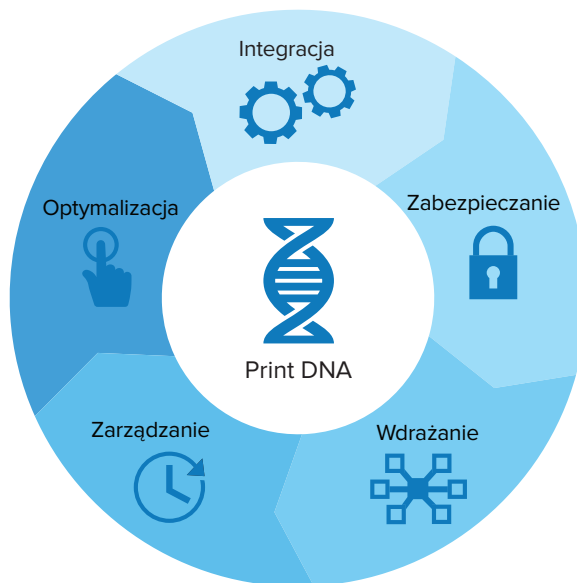 Integracja
Zabezpieczanie
Wdrażanie
Zarządzanie
Optymalizacja
Print DNA